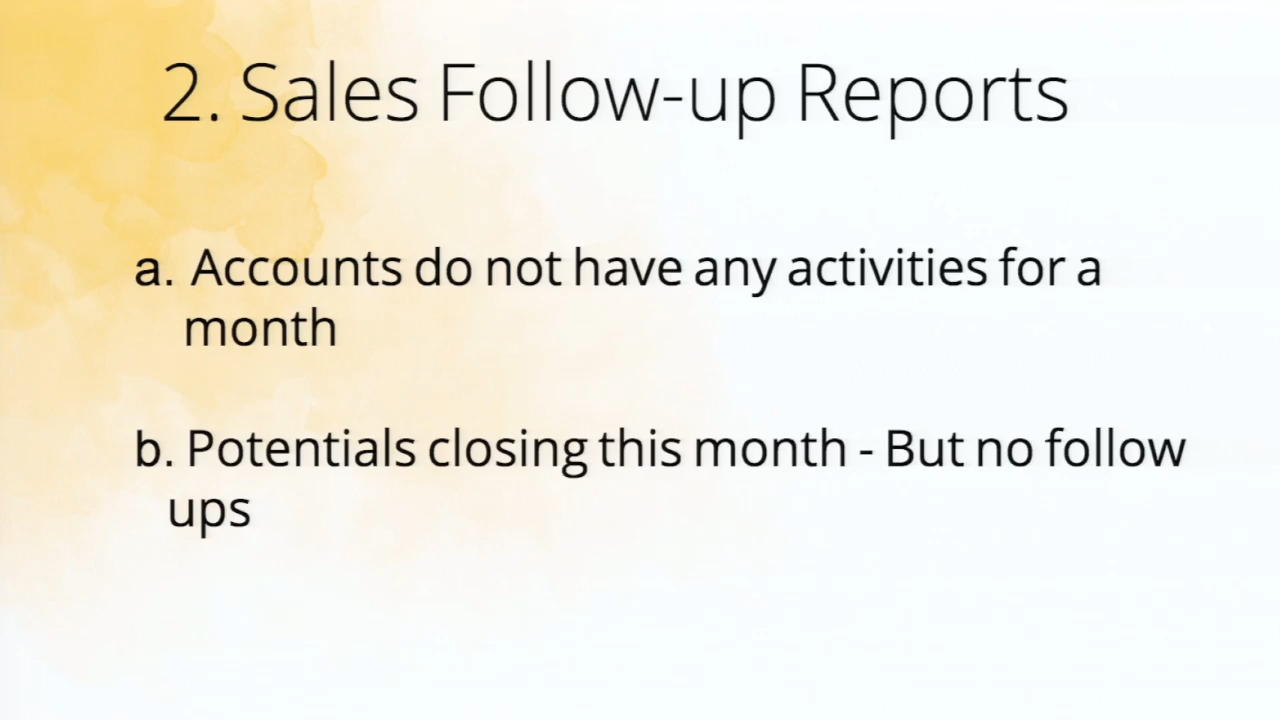 2. Sales Follow-up Reports
a. Accounts do not have any activities for a
month
b. Potentials closing this month - But no follow
ups